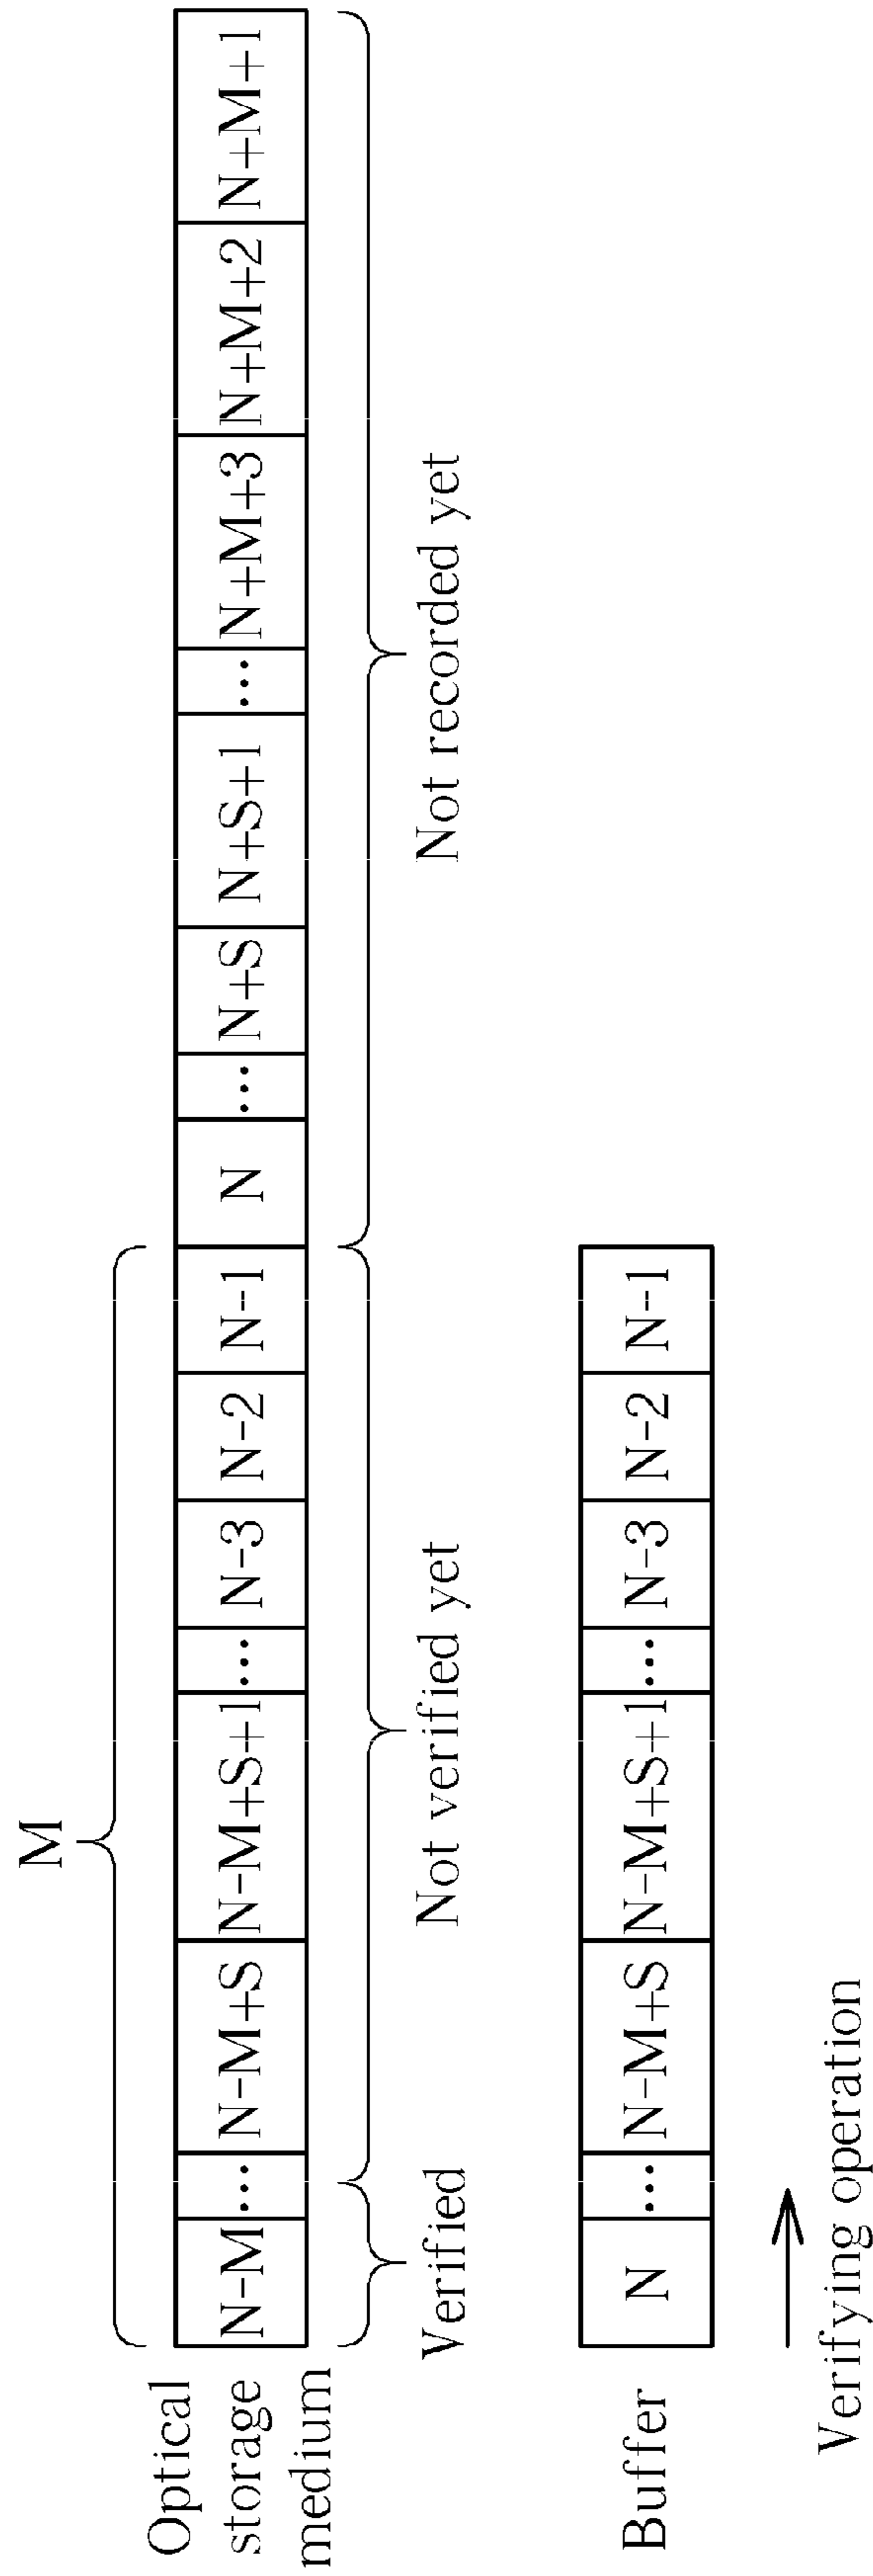 M
Optical
storage
medium
N-M ... N-M+S N-M+S+1 ... N-3 N-2 N-1 N ... N+S N+S+1 ... N+M+3 N+M+2 N+M+1
Verified
Not verified yet
Not recorded yet
Buffer
N ... N-M+S N-M+S+1 ... N-3 N-2 N-1
Verifying operation